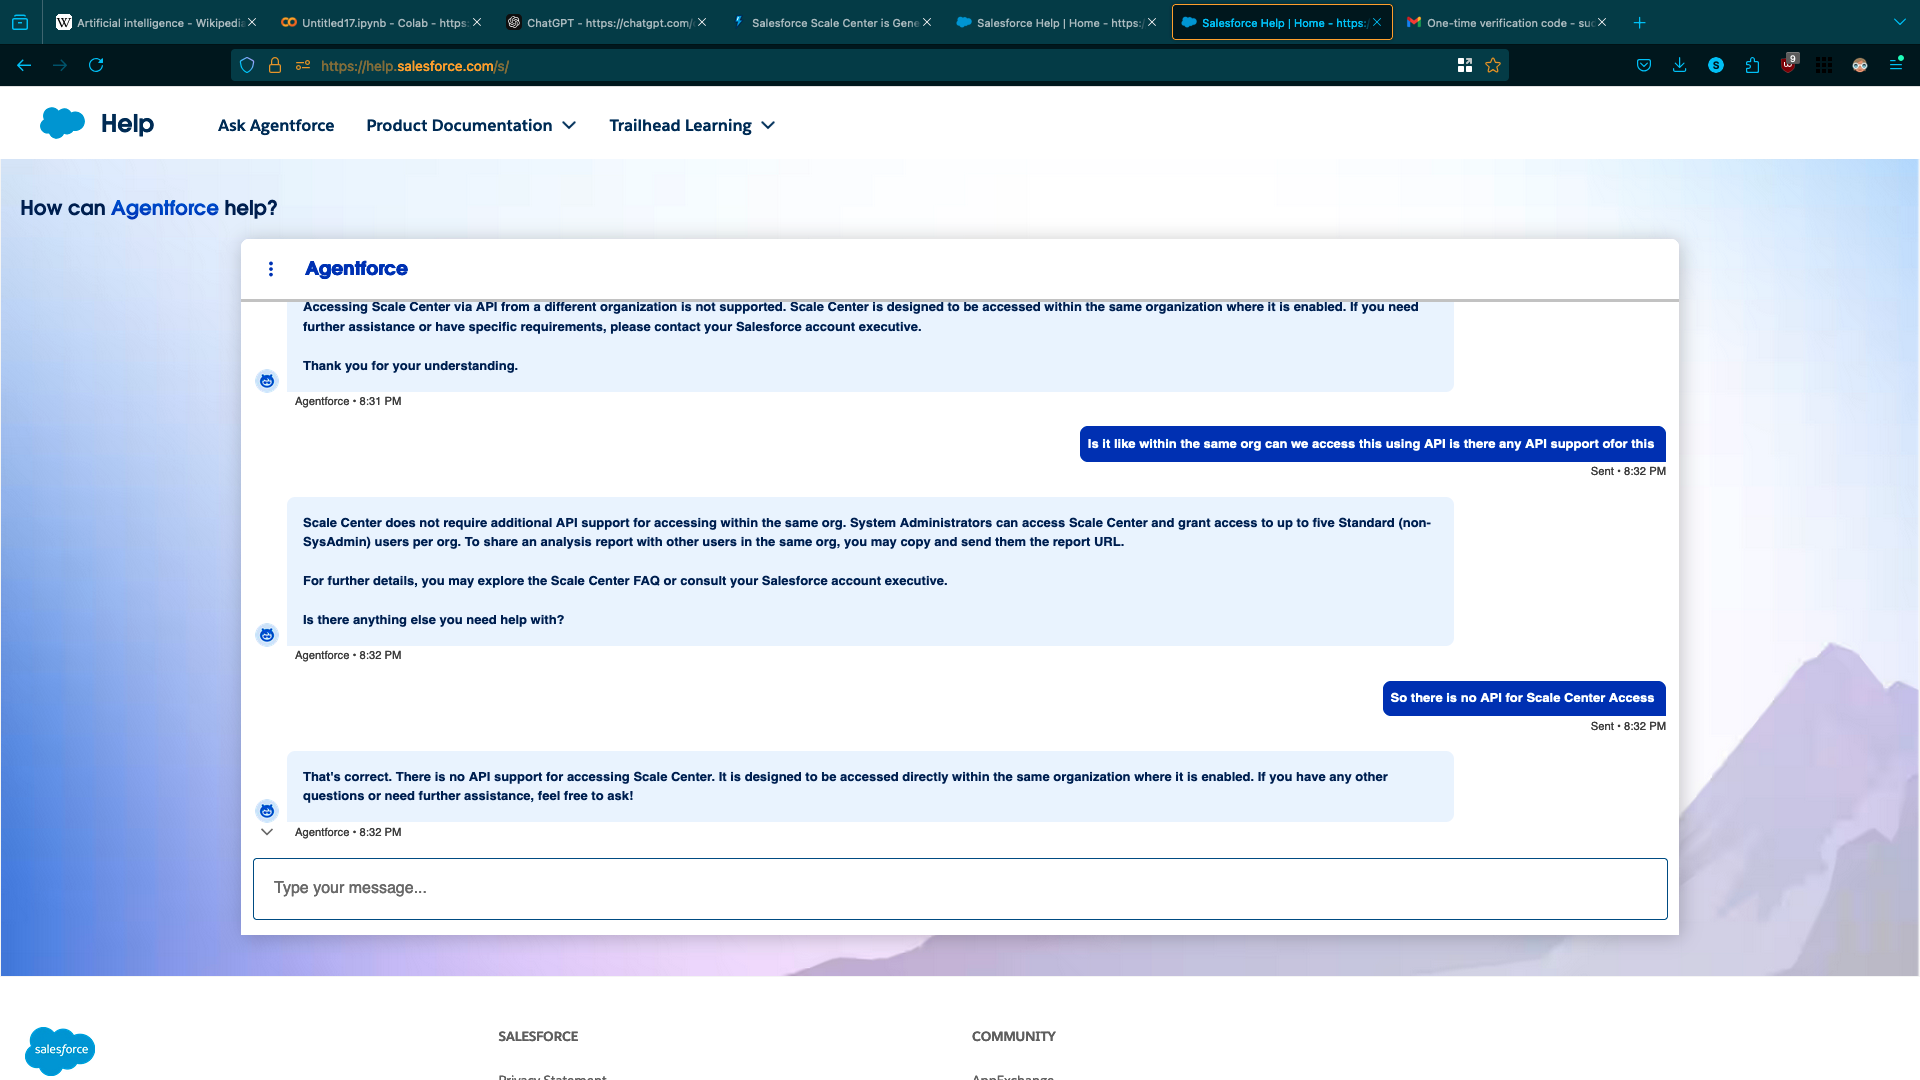 Artificial intelligence - Wikipedia
Untitled17.ipynb - Colab - https:
ChatGPT - https://chatgpt.com/
Salesforce Scale Center is Gene
Salesforce Help | Home - https:/
Salesforce Help | Home - https:/
One-time verification code - suc
https://help.salesforce.com/s/
S
9
Help
Ask Agentforce
Product Documentation
Trailhead Learning
How can Agentforce help?
Agentforce
Accessing Scale Center via API from a different organization is not supported. Scale Center is designed to be accessed within the same organization where it is enabled. If you need
further assistance or have specific requirements, please contact your Salesforce account executive.
Thank you for your understanding.
Agentforce • 8:31 PM
Is it like within the same org can we access this using API is there any API support ofor this
Sent • 8:32 PM
Scale Center does not require additional API support for accessing within the same org. System Administrators can access Scale Center and grant access to up to five Standard (non-
SysAdmin) users per org. To share an analysis report with other users in the same org, you may copy and send them the report URL.
For further details, you may explore the Scale Center FAQ or consult your Salesforce account executive.
Is there anything else you need help with?
Agentforce • 8:32 PM
So there is no API for Scale Center Access
Sent • 8:32 PM
That's correct. There is no API support for accessing Scale Center. It is designed to be accessed directly within the same organization where it is enabled. If you have any other
questions or need further assistance, feel free to ask!
Agentforce • 8:32 PM
Type your message...
salesforce
SALESFORCE
COMMUNITY
Privacy Statement
AppExchange